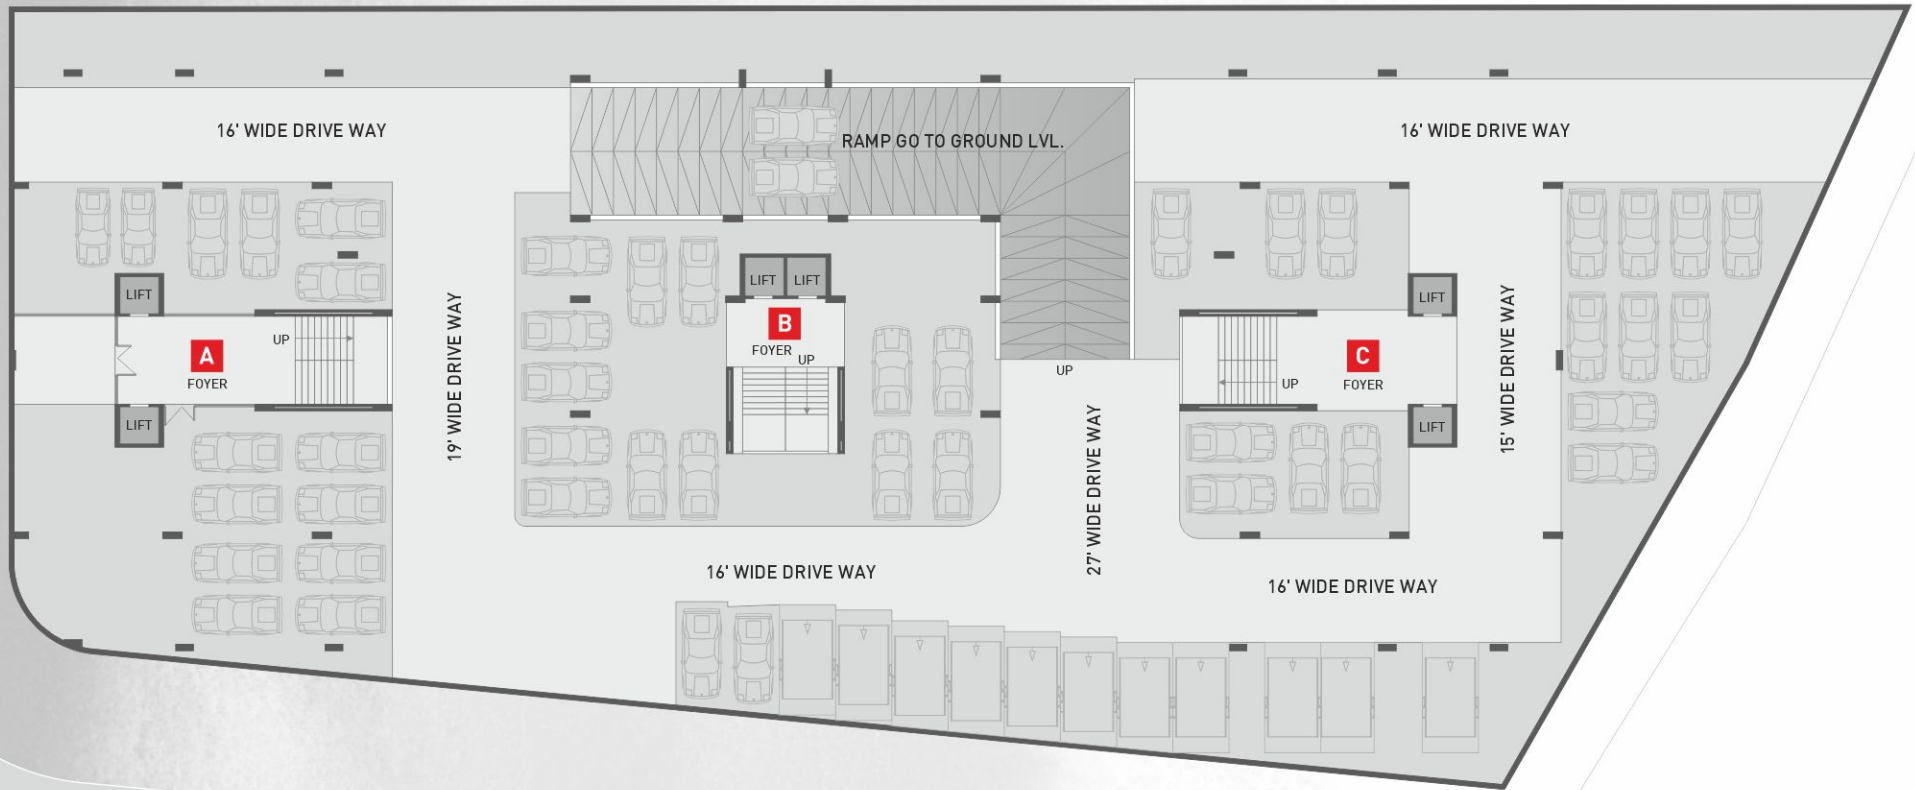 16' WIDE DRIVE WAY
RAMP GO TO GROUND LVL.
16' WIDE DRIVE WAY
LIFT
UP
A
FOYER
LIFT
19' WIDE DRIVE WAY
LIFT
LIFT
B
FOYER
UP
UP
27' WIDE DRIVE WAY
LIFT
C
UP
FOYER
LIFT
15' WIDE DRIVE WAY
16' WIDE DRIVE WAY
16' WIDE DRIVE WAY